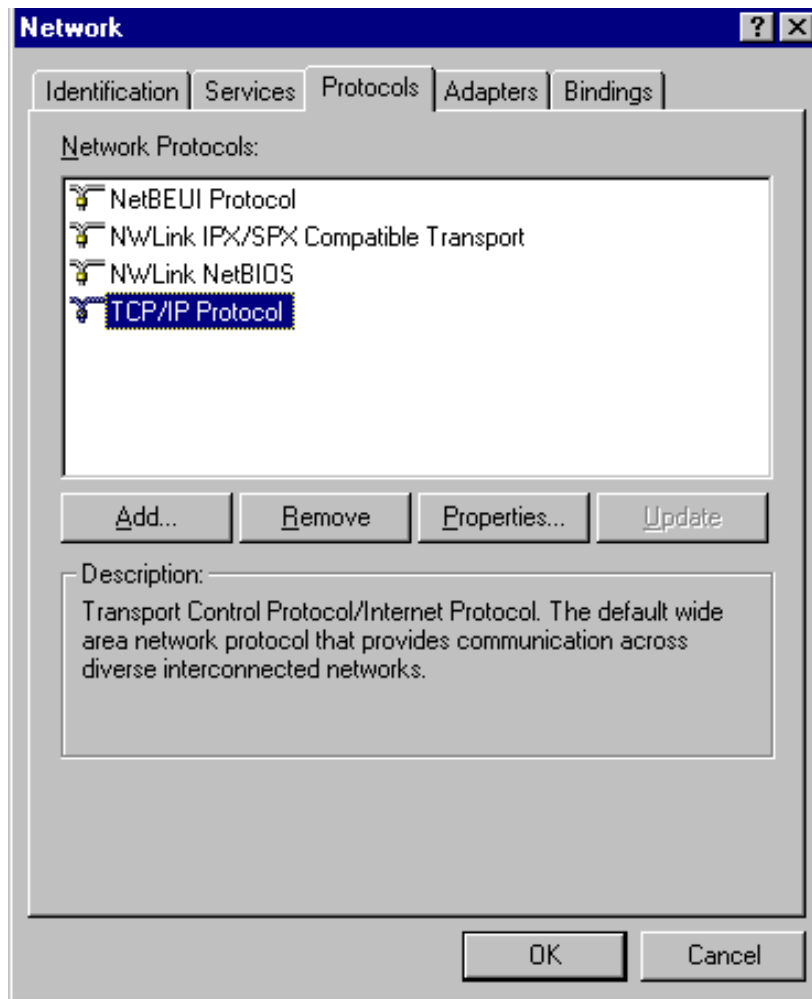 Network
Identification Services Protocols Adapters Bindings
Network Protocols:
NetBEUI Protocol
NWLink IPX/SPX Compatible Transport
NWLink NetBIOS
TCP/IP Protocol
Add... Remove Properties... Update
Description:
Transport Control Protocol/Internet Protocol. The default wide
area network protocol that provides communication across
diverse interconnected networks.
OK Cancel